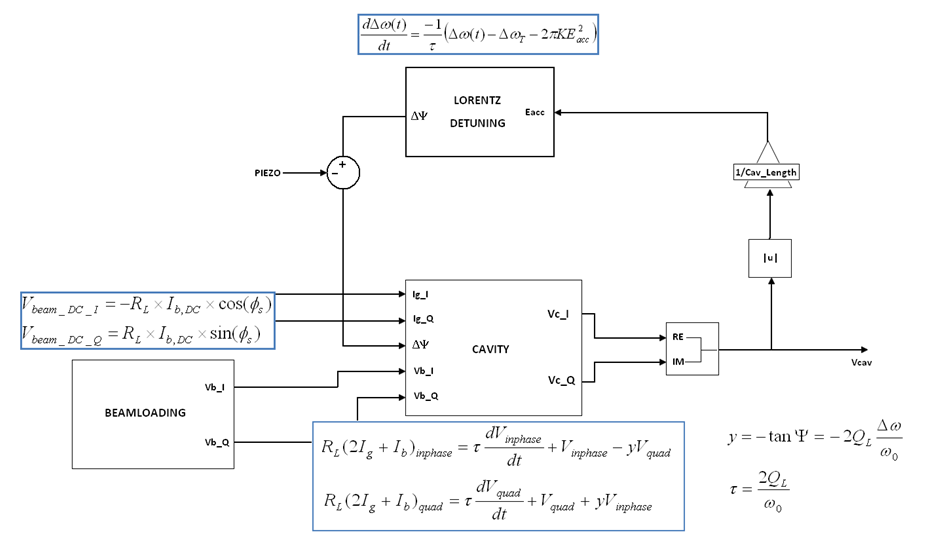 dΔω(t)/dt = -1/τ (Δω(t) − Δω_T − 2πKE²_acc)
LORENTZ
DETUNING
ΔΨ
Eacc
+
−
PIEZO
1/Cav_Length
|u|
V_beam_DC_I = −R_L × I_b,DC × cos(ϕ_s)
V_beam_DC_Q = R_L × I_b,DC × sin(ϕ_s)
Ig_I
Ig_Q
ΔΨ
Vb_I
Vb_Q
CAVITY
Vc_I
Vc_Q
RE
IM
Vcav
BEAMLOADING
Vb_I
Vb_Q
R_L(2I_g + I_b)_inphase = τ dV_inphase/dt + V_inphase − yV_quad
R_L(2I_g + I_b)_quad = τ dV_quad/dt + V_quad + yV_inphase
y = −tan Ψ = −2Q_L Δω/ω_0
τ = 2Q_L/ω_0